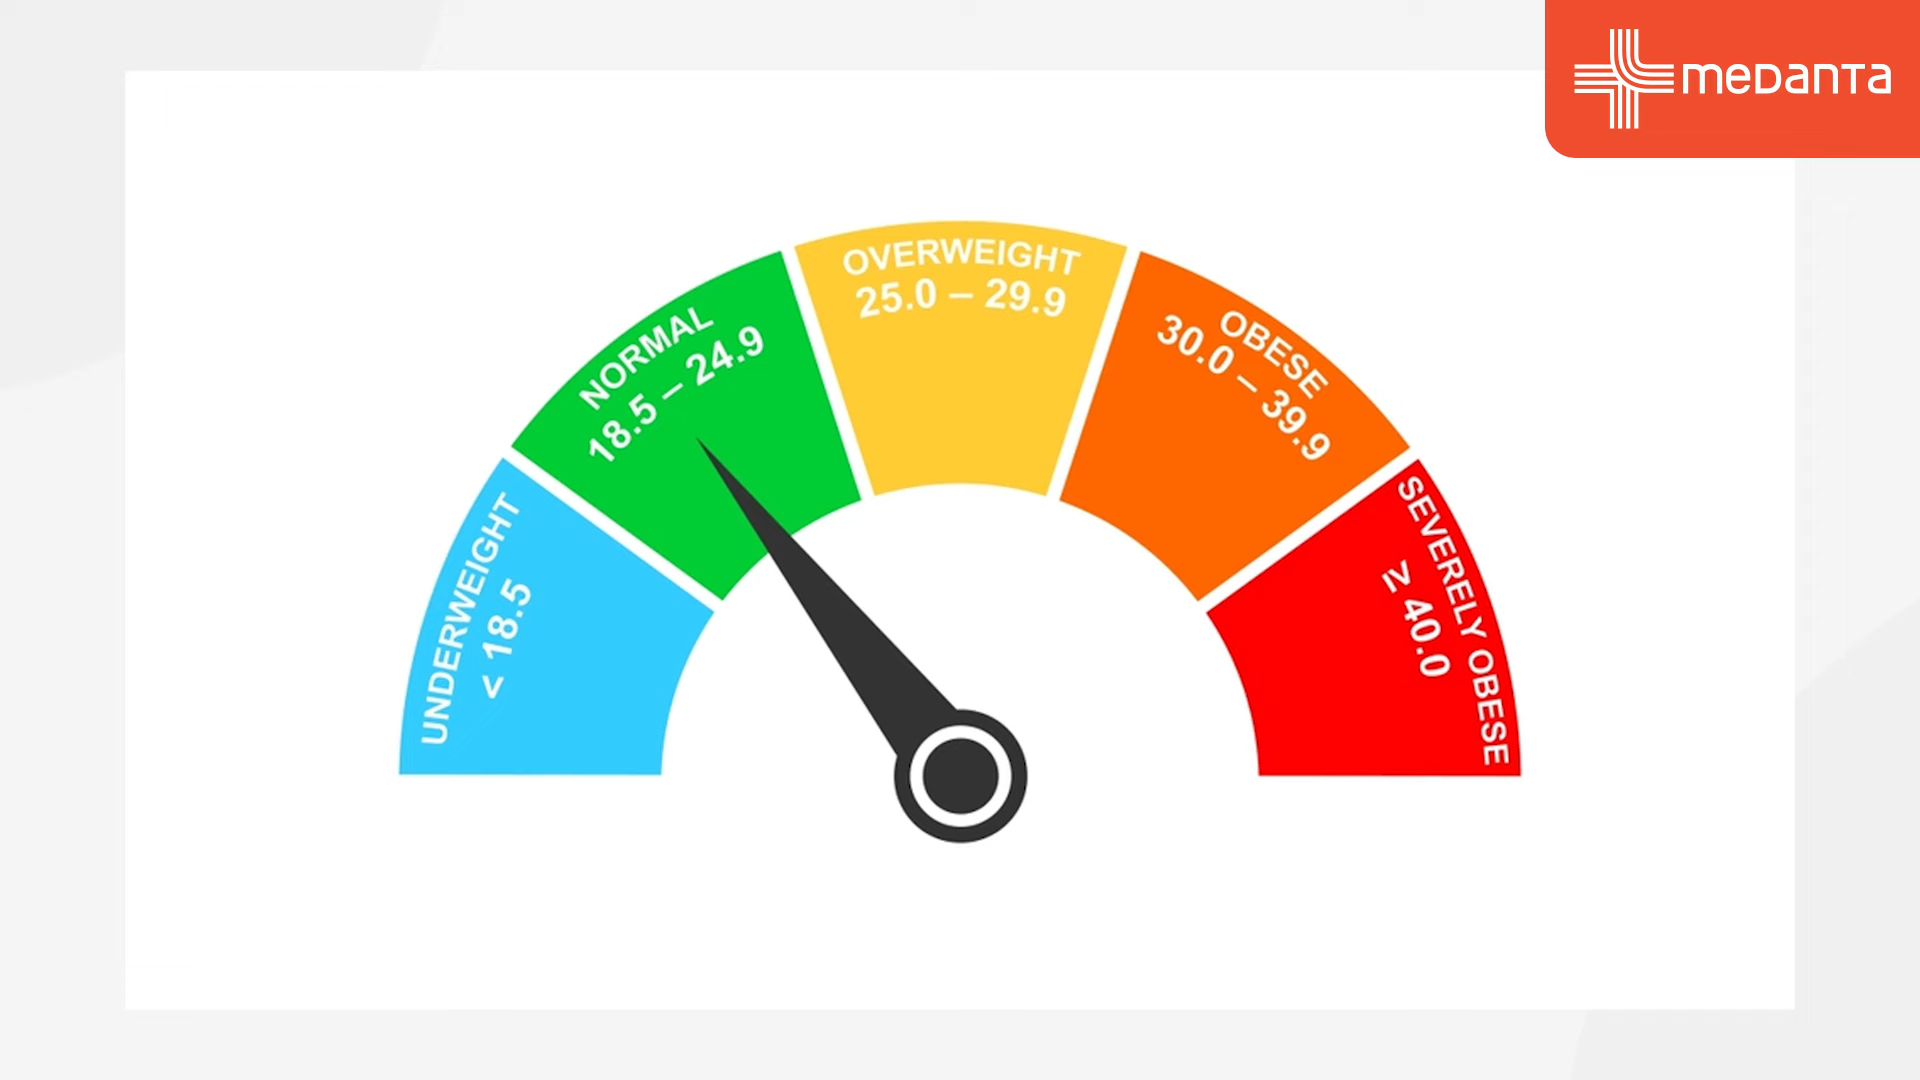 meDanTa
UNDERWEIGHT
< 18.5
NORMAL
18.5 – 24.9
OVERWEIGHT
25.0 – 29.9
OBESE
30.0 – 39.9
SEVERELY OBESE
≥ 40.0